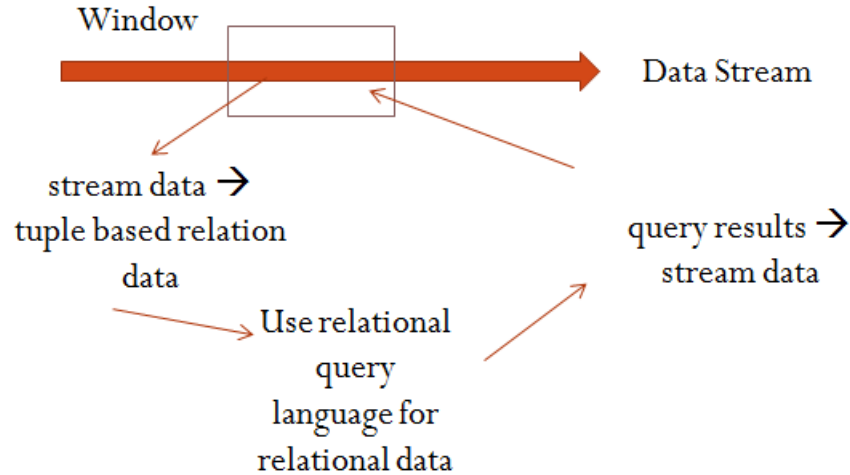 Window
Data Stream
stream data →
tuple based relation
data
Use relational
query
language for
relational data
query results →
stream data